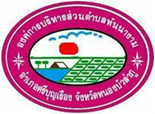 องค์การบริหารส่วนตำบลหันนางาม
อำเภอศรีบุญเรือง จังหวัดหนองบัวลำภู